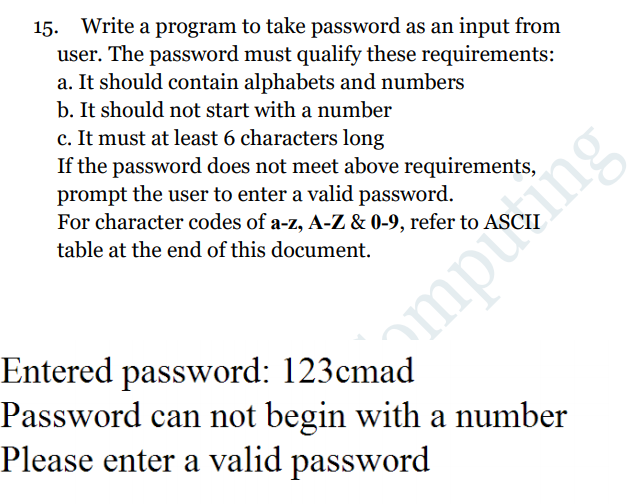 15. Write a program to take password as an input from
user. The password must qualify these requirements:
a. It should contain alphabets and numbers
b. It should not start with a number
c. It must at least 6 characters long
If the password does not meet above requirements,
prompt the user to enter a valid password.
For character codes of a-z, A-Z & 0-9, refer to ASCII
table at the end of this document.
omputing
Entered password: 123cmad
Password can not begin with a number
Please enter a valid password